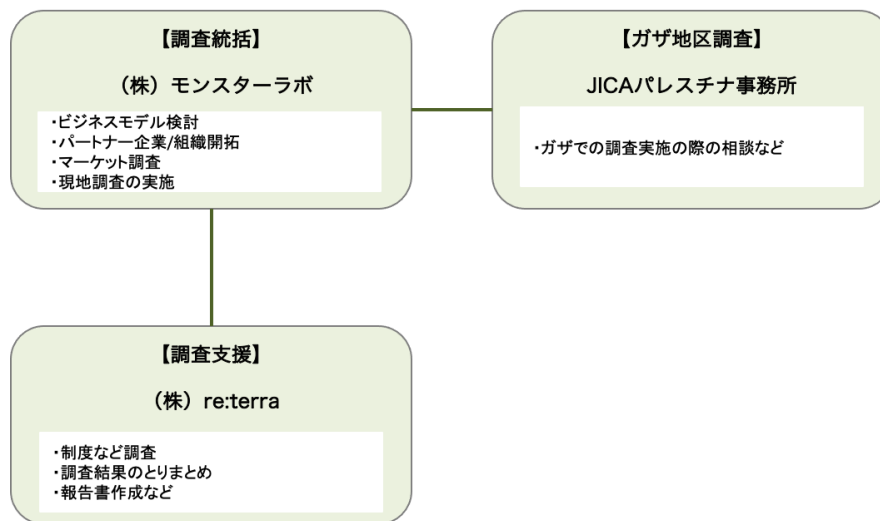 【調査統括】
（株）モンスターラボ
・ビジネスモデル検討
・パートナー企業/組織開拓
・マーケット調査
・現地調査の実施
【ガザ地区調査】
JICAパレスチナ事務所
・ガザでの調査実施の際の相談など
【調査支援】
（株）re:terra
・制度など調査
・調査結果のとりまとめ
・報告書作成など